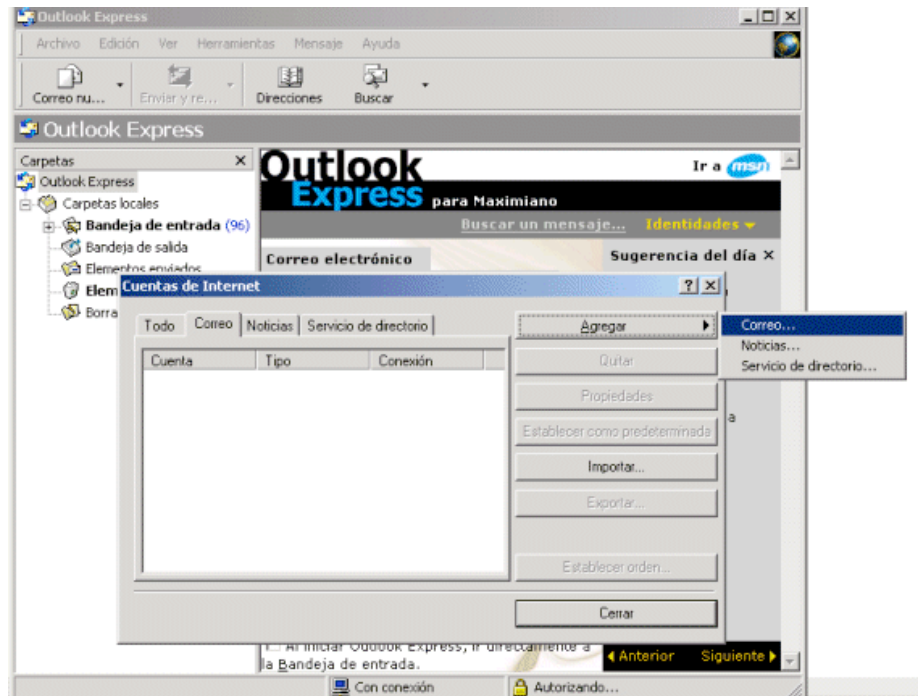 Outlook Express
Archivo Edición Ver Herramientas Mensaje Ayuda
Correo nu... Enviar y re... Direcciones Buscar
Outlook Express
Carpetas
Outlook Express
Carpetas locales
Bandeja de entrada (96)
Bandeja de salida
Elementos enviados
Elem
Borra
Outlook Express para Maximiano
Ir a msn
Buscar un mensaje... Identidades
Correo electrónico
Sugerencia del día
Cuentas de Internet
Todo Correo Noticias Servicio de directorio
Cuenta Tipo Conexión
Agregar
Quitar
Propiedades
Establecer como predeterminada
Importar...
Exportar...
Establecer orden...
Cerrar
Correo...
Noticias...
Servicio de directorio...
a
Al iniciar Outlook Express, ir directamente a
la Bandeja de entrada.
Anterior Siguiente
Con conexión Autorizando...